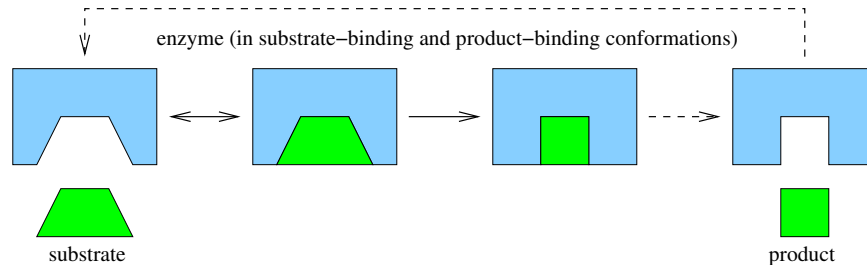 enzyme (in substrate−binding and product−binding conformations)
substrate
product